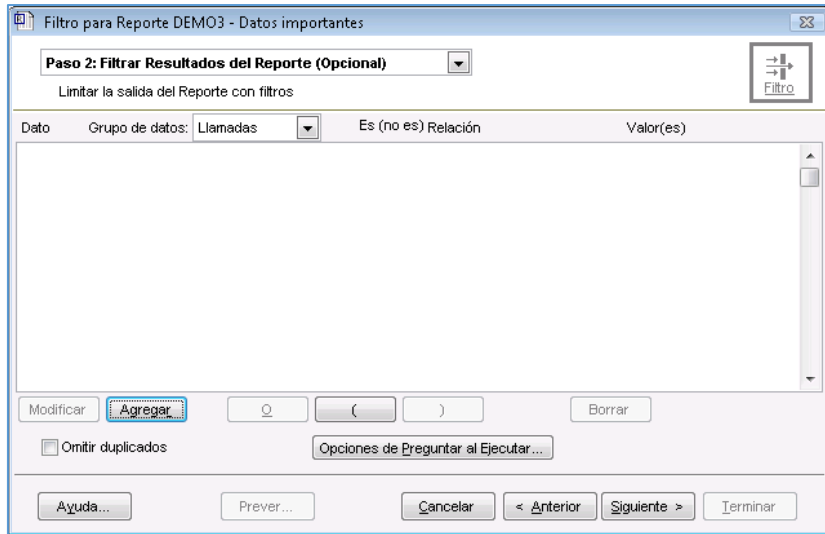 Filtro para Reporte DEMO3 - Datos importantes
Paso 2: Filtrar Resultados del Reporte (Opcional)
Limitar la salida del Reporte con filtros
Filtro
Dato Grupo de datos: Llamadas Es (no es) Relación Valor(es)
Modificar Agregar O ( ) Borrar
Omitir duplicados Opciones de Preguntar al Ejecutar...
Ayuda... Prever... Cancelar < Anterior Siguiente > Terminar